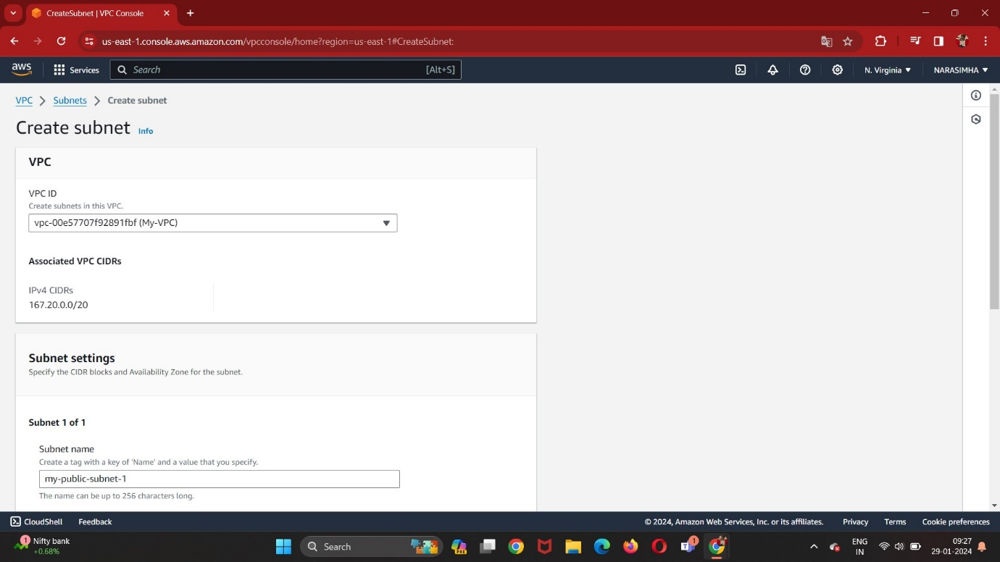 CreateSubnet | VPC Console
us-east-1.console.aws.amazon.com/vpcconsole/home?region=us-east-1#CreateSubnet:
aws
Services
Search
[Alt+S]
N. Virginia
NARASIMHA
VPC
Subnets
Create subnet
Create subnet
Info
VPC
VPC ID
Create subnets in this VPC.
vpc-00e57707f92891fbf (My-VPC)
Associated VPC CIDRs
IPv4 CIDRs
167.20.0.0/20
Subnet settings
Specify the CIDR blocks and Availability Zone for the subnet.
Subnet 1 of 1
Subnet name
Create a tag with a key of 'Name' and a value that you specify.
my-public-subnet-1
The name can be up to 256 characters long.
CloudShell
Feedback
© 2024, Amazon Web Services, Inc. or its affiliates.
Privacy
Terms
Cookie preferences
1
Nifty bank
+0.68%
Search
PRE
1
ENG
IN
09:27
29-01-2024